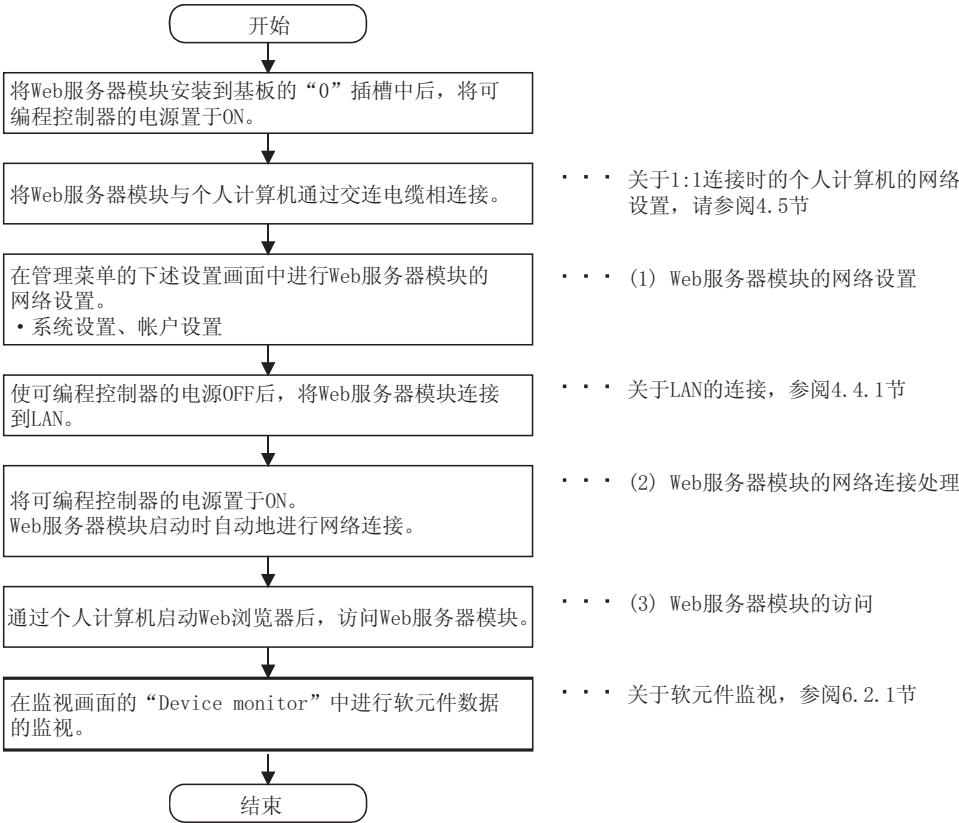 开始
将Web服务器模块安装到基板的“0”插槽中后，将可
编程控制器的电源置于ON。
将Web服务器模块与个人计算机通过交连电缆相连接。
・・・ 关于1:1连接时的个人计算机的网络
设置，请参阅4.5节
在管理菜单的下述设置画面中进行Web服务器模块的
网络设置。
・系统设置、帐户设置
・・・ (1) Web服务器模块的网络设置
使可编程控制器的电源OFF后，将Web服务器模块连接
到LAN。
・・・ 关于LAN的连接，参阅4.4.1节
将可编程控制器的电源置于ON。
Web服务器模块启动时自动地进行网络连接。
・・・ (2) Web服务器模块的网络连接处理
通过个人计算机启动Web浏览器后，访问Web服务器模块。
・・・ (3) Web服务器模块的访问
在监视画面的“Device monitor”中进行软元件数据
的监视。
・・・ 关于软元件监视，参阅6.2.1节
结束